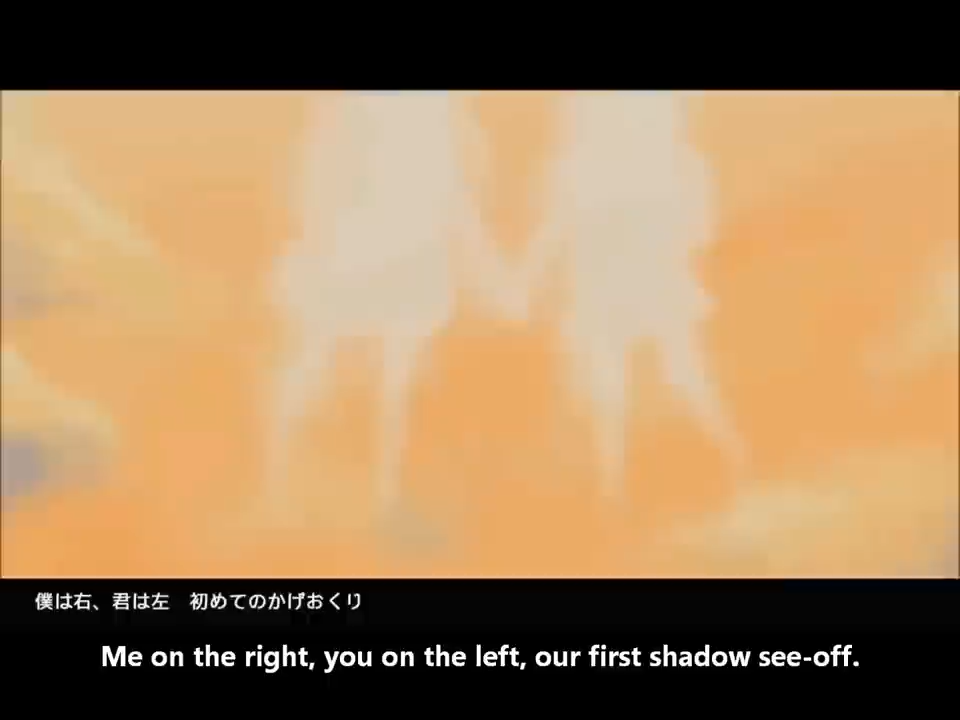 僕は右、君は左　初めてのかげおくり
Me on the right, you on the left, our first shadow see-off.